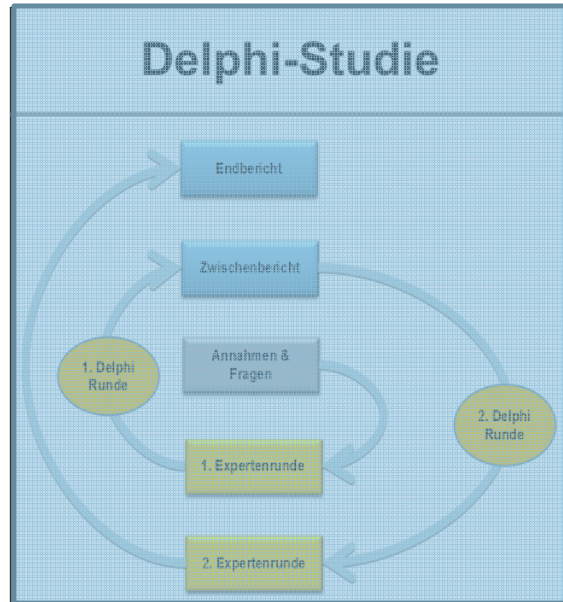 Delphi-Studie
Endbericht
Zwischenbericht
Annahmen &
Fragen
1. Delphi
Runde
2. Delphi
Runde
1. Expertenrunde
2. Expertenrunde